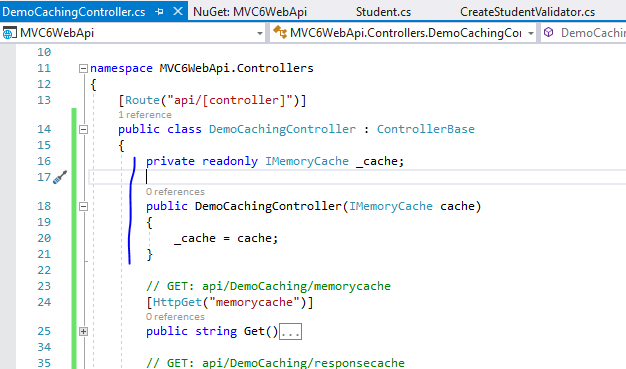 DemoCachingController.cs NuGet: MVC6WebApi Student.cs CreateStudentValidator.cs
MVC6WebApi MVC6WebApi.Controllers.DemoCachingCor DemoCachin
10
11 namespace MVC6WebApi.Controllers
12 {
13 [Route("api/[controller]")]
1 reference
14 public class DemoCachingController : ControllerBase
15 {
16 private readonly IMemoryCache _cache;
17
0 references
18 public DemoCachingController(IMemoryCache cache)
19 {
20 _cache = cache;
21 }
22
23 // GET: api/DemoCaching/memorycache
24 [HttpGet("memorycache")]
0 references
25 public string Get()...
34
35 // GET: api/DemoCaching/responsecache